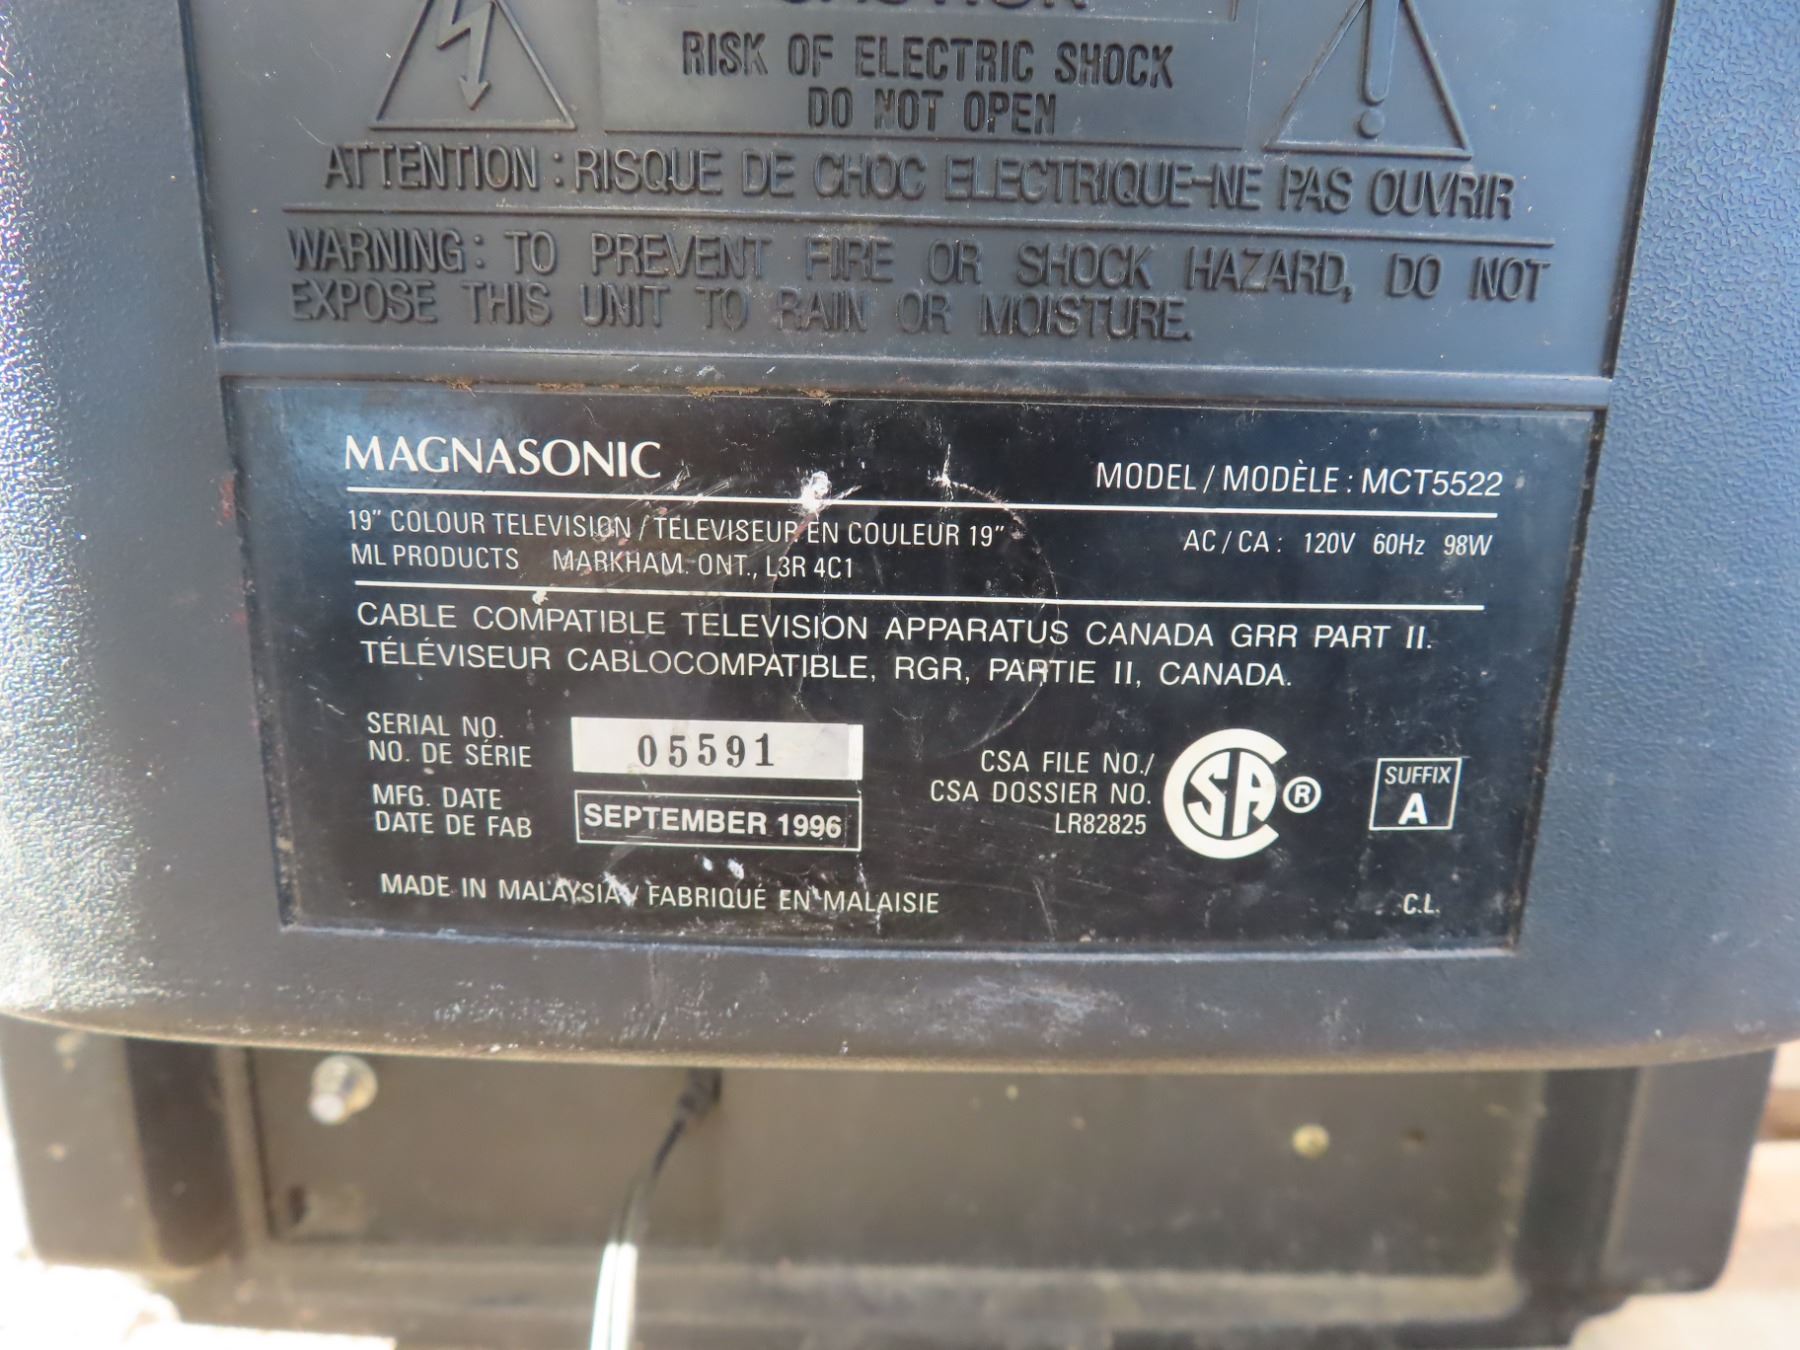 CAUTION
RISK OF ELECTRIC SHOCK
DO NOT OPEN
ATTENTION : RISQUE DE CHOC ELECTRIQUE-NE PAS OUVRIR
WARNING: TO PREVENT FIRE OR SHOCK HAZARD, DO NOT
EXPOSE THIS UNIT TO RAIN OR MOISTURE.
MAGNASONIC
MODEL / MODÈLE : MCT5522
19" COLOUR TELEVISION / TÉLÉVISEUR EN COULEUR 19"
AC / CA : 120V 60Hz 98W
ML PRODUCTS MARKHAM. ONT., L3R 4C1
CABLE COMPATIBLE TELEVISION APPARATUS CANADA GRR PART II.
TÉLÉVISEUR CABLOCOMPATIBLE, RGR, PARTIE II, CANADA.
SERIAL NO.
NO. DE SÉRIE
05591
MFG. DATE
DATE DE FAB
SEPTEMBER 1996
CSA FILE NO./
CSA DOSSIER NO.
LR82825
SA ®
SUFFIX
A
MADE IN MALAYSIA / FABRIQUÉ EN MALAISIE
C.L.